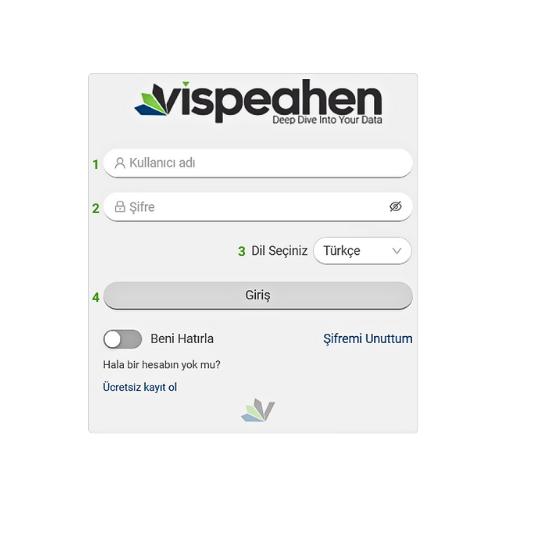 vispeahen
Deep Dive Into Your Data
1 Kullanıcı adı
2 Şifre
3 Dil Seçiniz Türkçe
4 Giriş
Beni Hatırla Şifremi Unuttum
Hala bir hesabın yok mu?
Ücretsiz kayıt ol